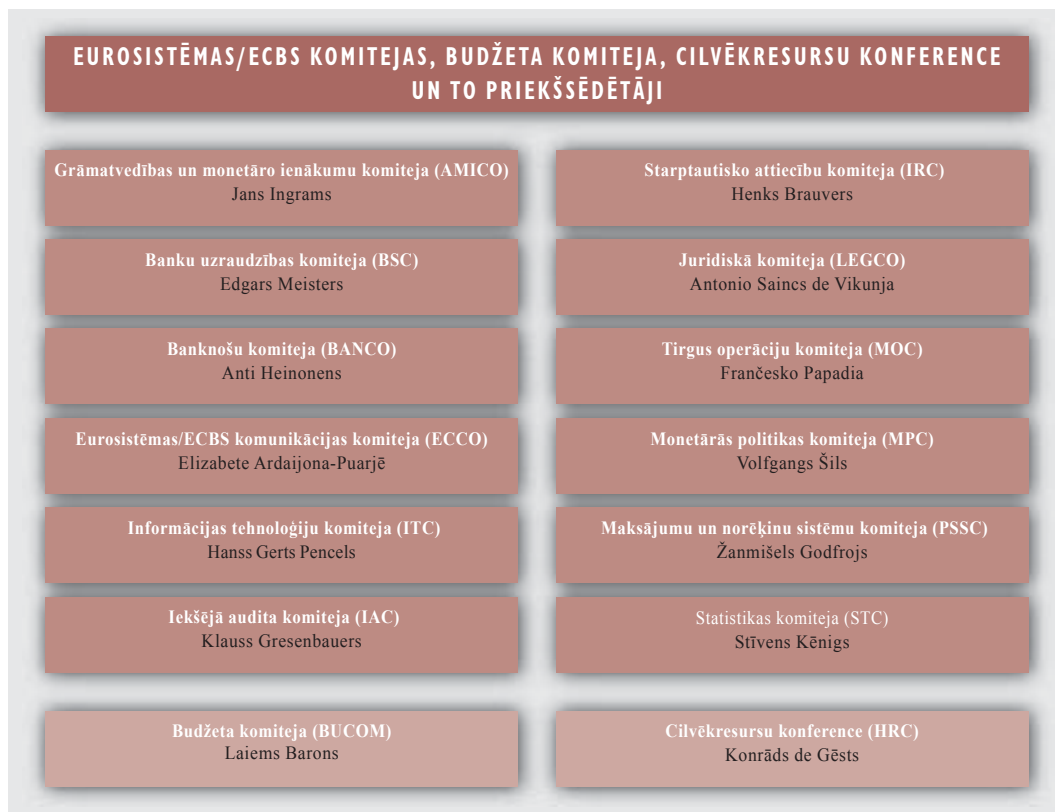 EUROSISTĒMAS/ECBS KOMITEJAS, BUDŽETA KOMITEJA, CILVĒKRESURSU KONFERENCE
UN TO PRIEKŠSĒDĒTĀJI
Grāmatvedības un monetāro ienākumu komiteja (AMICO)
Jans Ingrams
Banku uzraudzības komiteja (BSC)
Edgars Meisters
Banknošu komiteja (BANCO)
Anti Heinonens
Eurosistēmas/ECBS komunikācijas komiteja (ECCO)
Elizabete Ardaijona-Puarjē
Informācijas tehnoloģiju komiteja (ITC)
Hanss Gerts Pencels
Iekšējā audita komiteja (IAC)
Klauss Gresenbauers
Budžeta komiteja (BUCOM)
Laiems Barons
Starptautisko attiecību komiteja (IRC)
Henks Brauvers
Juridiskā komiteja (LEGCO)
Antonio Saincs de Vikunja
Tirgus operāciju komiteja (MOC)
Frančesko Papadia
Monetārās politikas komiteja (MPC)
Volfgangs Šils
Maksājumu un norēķinu sistēmu komiteja (PSSC)
Žanmišels Godfrojs
Statistikas komiteja (STC)
Stīvens Kēnigs
Cilvēkresursu konference (HRC)
Konrāds de Gēsts